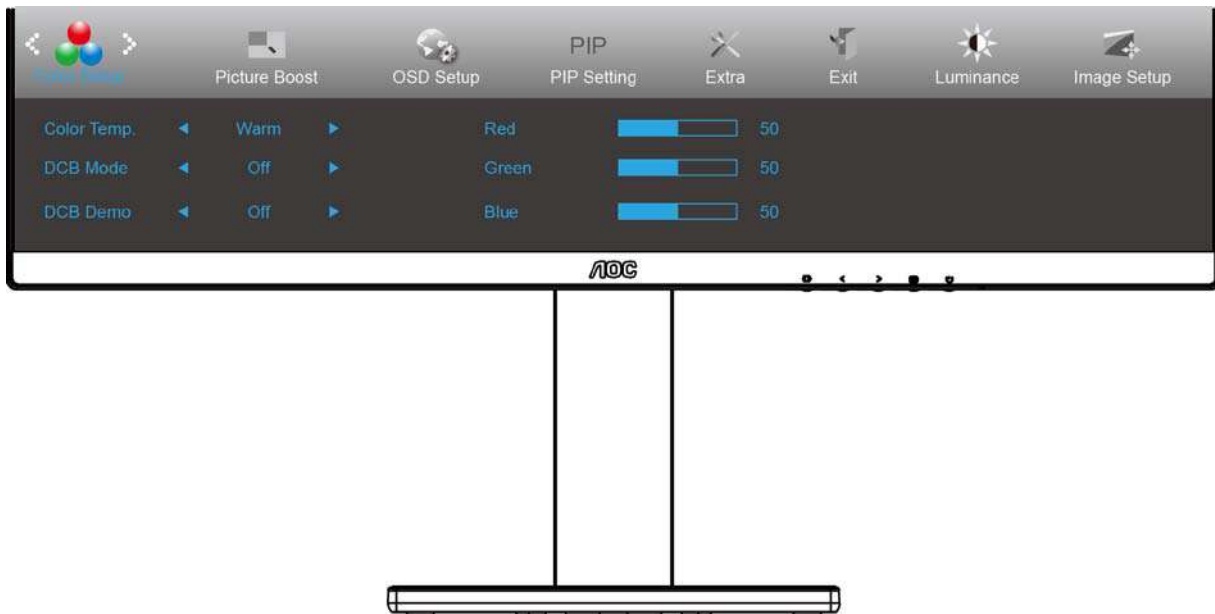 PIP
Picture Boost
OSD Setup
PIP Setting
Extra
Exit
Luminance
Image Setup
Color Temp. Warm Red 50
DCB Mode Off Green 50
DCB Demo Off Blue 50
AOC